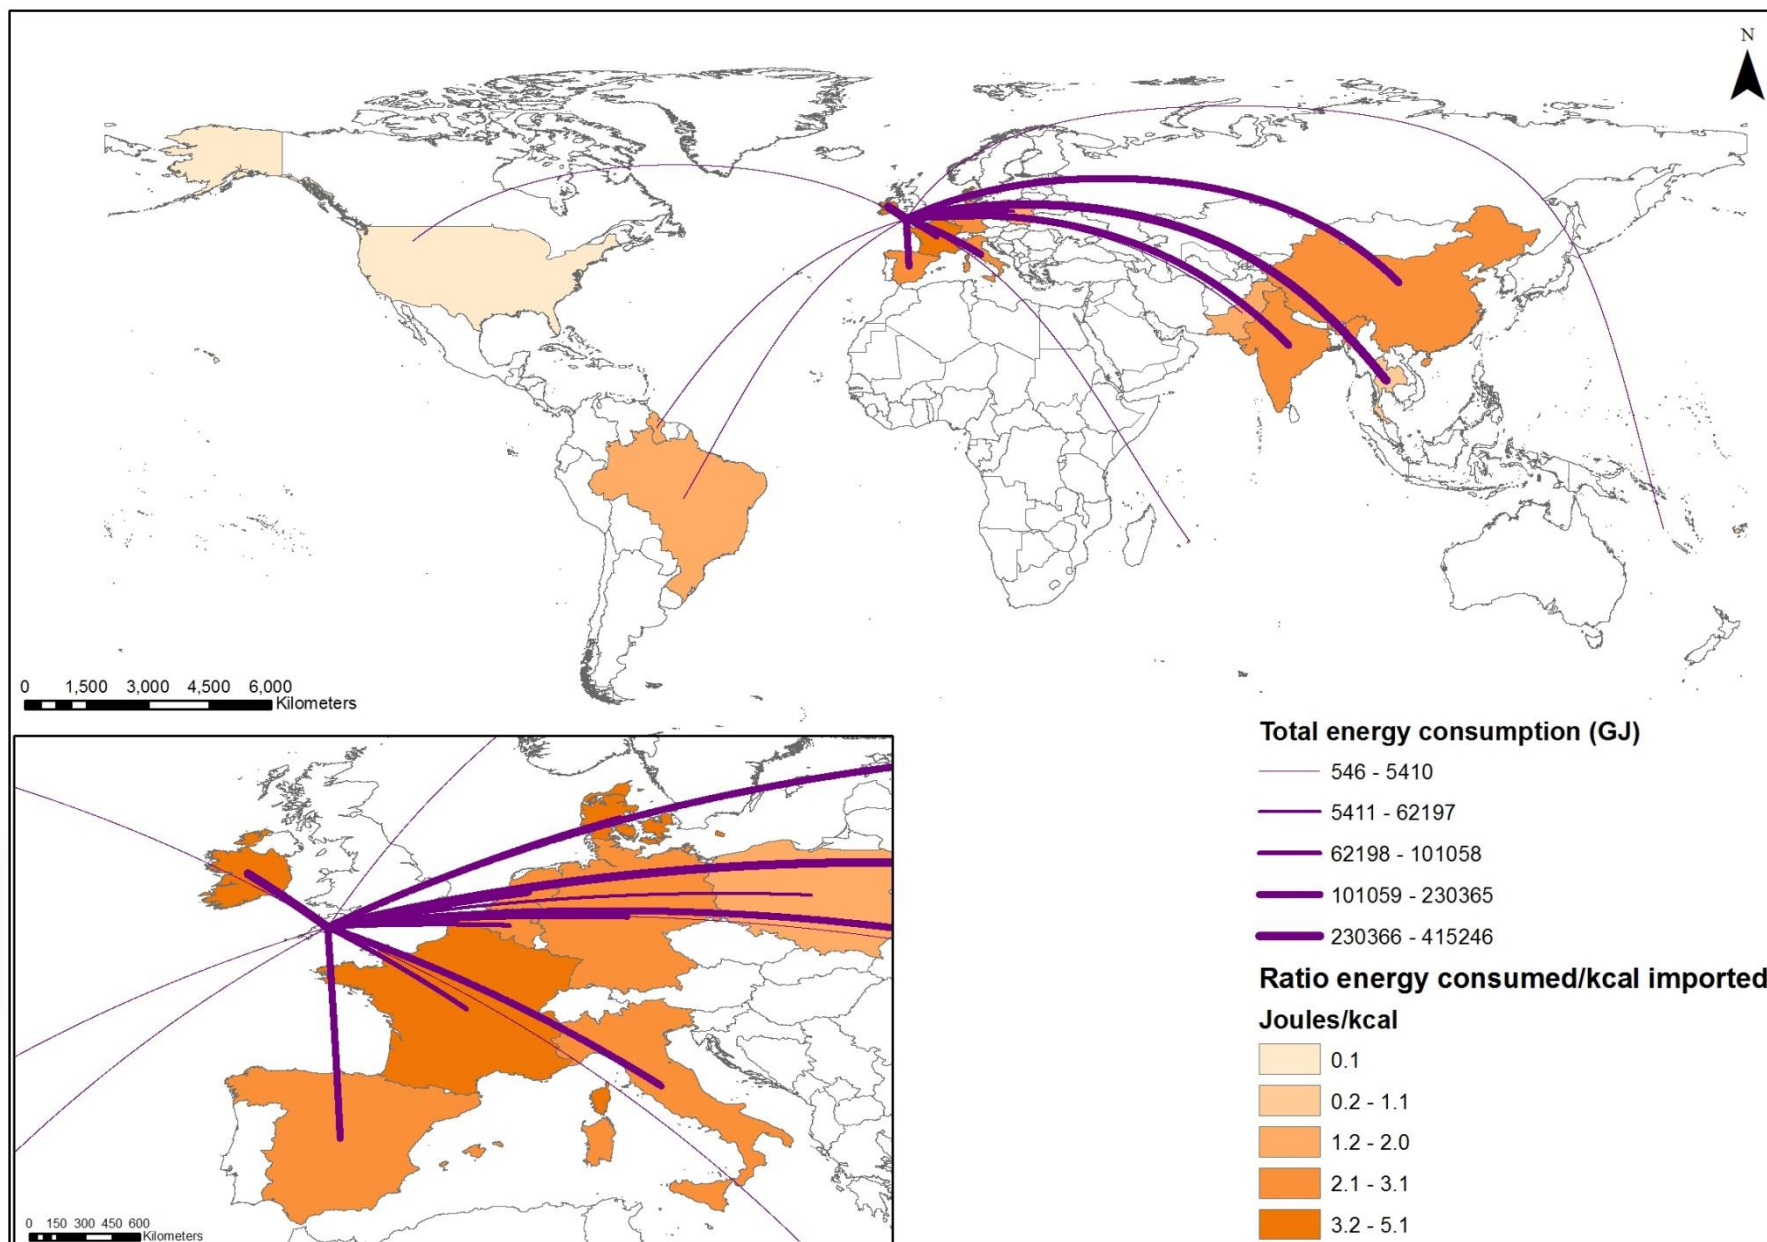 N
0 1,500 3,000 4,500 6,000
Kilometers
Total energy consumption (GJ)
546 - 5410
5411 - 62197
62198 - 101058
101059 - 230365
230366 - 415246
Ratio energy consumed/kcal imported
Joules/kcal
0.1
0.2 - 1.1
1.2 - 2.0
2.1 - 3.1
3.2 - 5.1
0 150 300 450 600
Kilometers